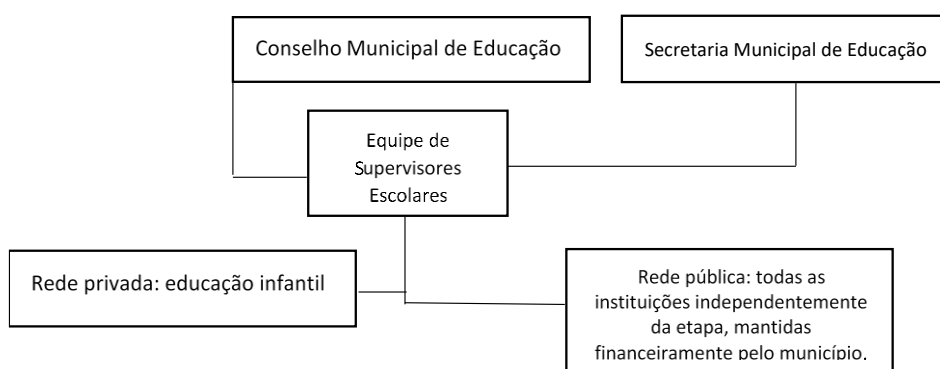 Conselho Municipal de Educação
Secretaria Municipal de Educação
Equipe de
Supervisores
Escolares
Rede privada: educação infantil
Rede pública: todas as
instituições independentemente
da etapa, mantidas
financeiramente pelo município.